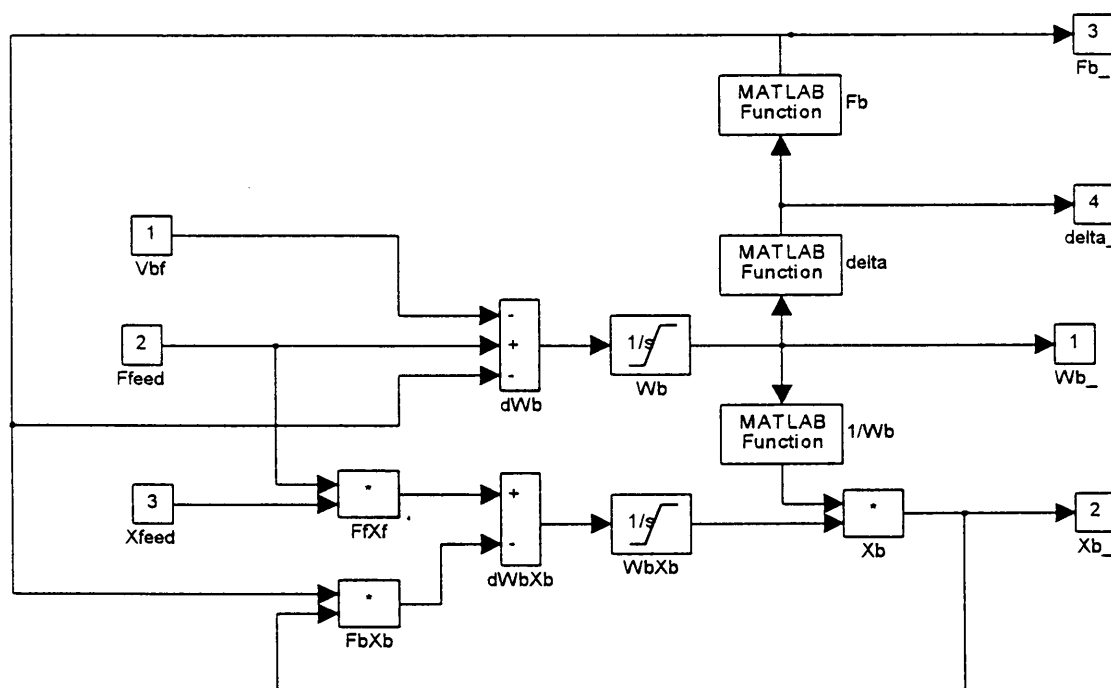 3
Fb_
MATLAB
Function
Fb
4
delta_
1
Vbf
MATLAB
Function
delta
2
Ffeed
-
+
-
dWb
1/s
Wb
1
Wb_
MATLAB
Function
1/Wb
3
Xfeed
*
FfXf
+
-
dWbXb
1/s
WbXb
*
Xb
2
Xb_
*
FbXb